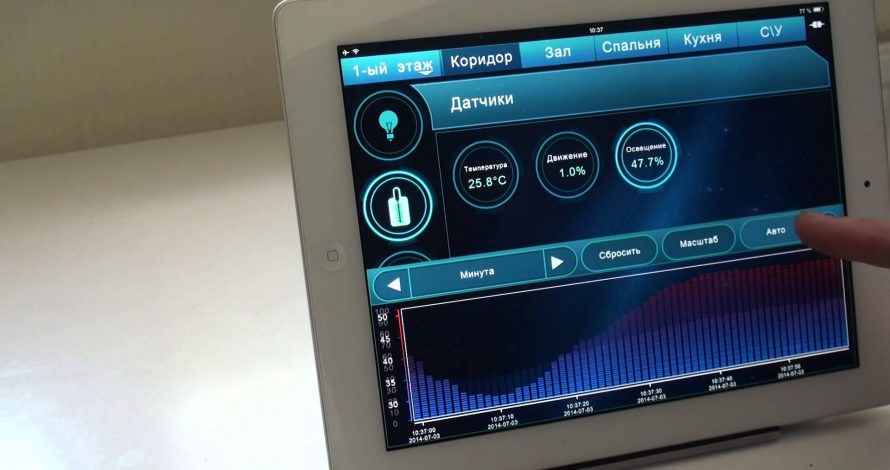 10:37
77 %
1-ый этаж
Коридор
Зал
Спальня
Кухня
С\У
Датчики
Температура
25.8°C
Движение
1.0%
Освещение
47.7%
Минута
Сбросить
Масштаб
Авто
50
45
40
35
30
100
0
10:37:00
2014-07-03
10:37:10
2014-07-03
10:37:20
2014-07-03
10:37:30
2014-07-03
10:37:40
2014-07-03
10:37:50
2014-07-03